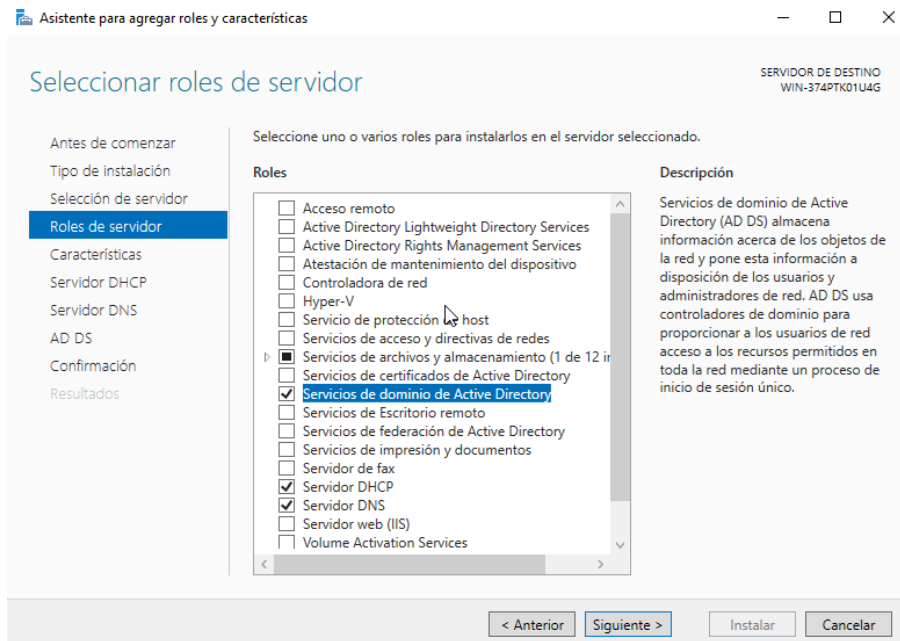 Asistente para agregar roles y características
Seleccionar roles de servidor
SERVIDOR DE DESTINO
WIN-374PTK01U4G
Antes de comenzar
Tipo de instalación
Selección de servidor
Roles de servidor
Características
Servidor DHCP
Servidor DNS
AD DS
Confirmación
Resultados
Seleccione uno o varios roles para instalarlos en el servidor seleccionado.
Roles
Acceso remoto
Active Directory Lightweight Directory Services
Active Directory Rights Management Services
Atestación de mantenimiento del dispositivo
Controladora de red
Hyper-V
Servicio de protección de host
Servicios de acceso y directivas de redes
Servicios de archivos y almacenamiento (1 de 12 ir
Servicios de certificados de Active Directory
Servicios de dominio de Active Directory
Servicios de Escritorio remoto
Servicios de federación de Active Directory
Servicios de impresión y documentos
Servidor de fax
Servidor DHCP
Servidor DNS
Servidor web (IIS)
Volume Activation Services
Descripción
Servicios de dominio de Active
Directory (AD DS) almacena
información acerca de los objetos de
la red y pone esta información a
disposición de los usuarios y
administradores de red. AD DS usa
controladores de dominio para
proporcionar a los usuarios de red
acceso a los recursos permitidos en
toda la red mediante un proceso de
inicio de sesión único.
< Anterior
Siguiente >
Instalar
Cancelar